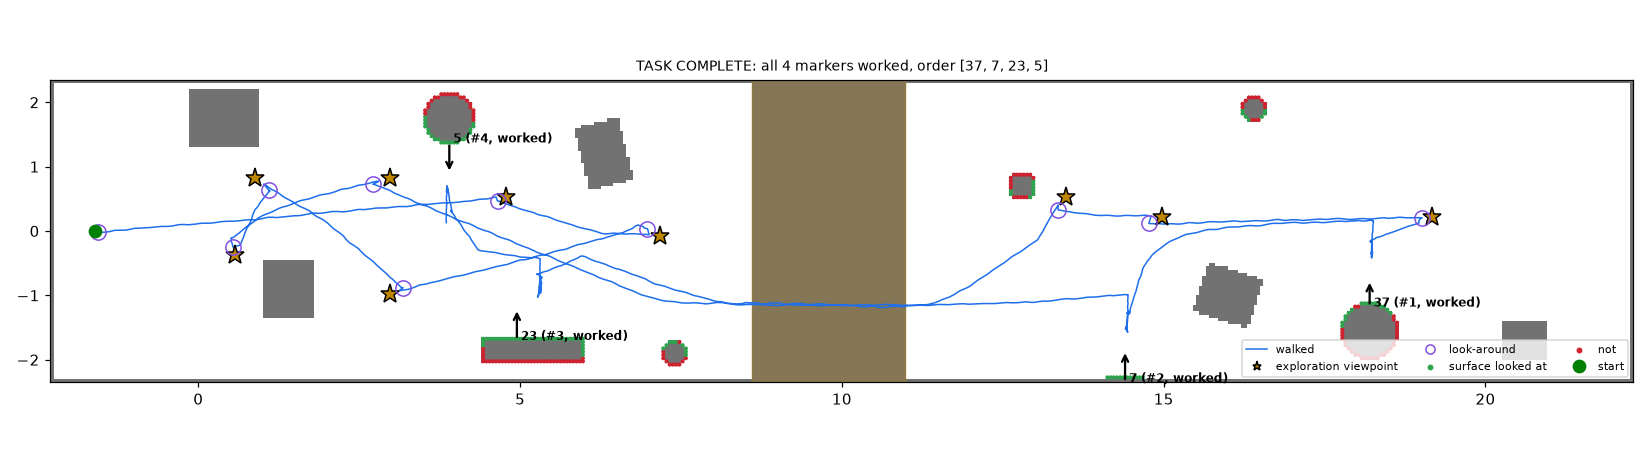 TASK COMPLETE: all 4 markers worked, order [37, 7, 23, 5]
2
1
0
−1
−2
5 (#4, worked)
23 (#3, worked)
37 (#1, worked)
7 (#2, worked)
walked
exploration viewpoint
look-around
surface looked at
not
start
0
5
10
15
20